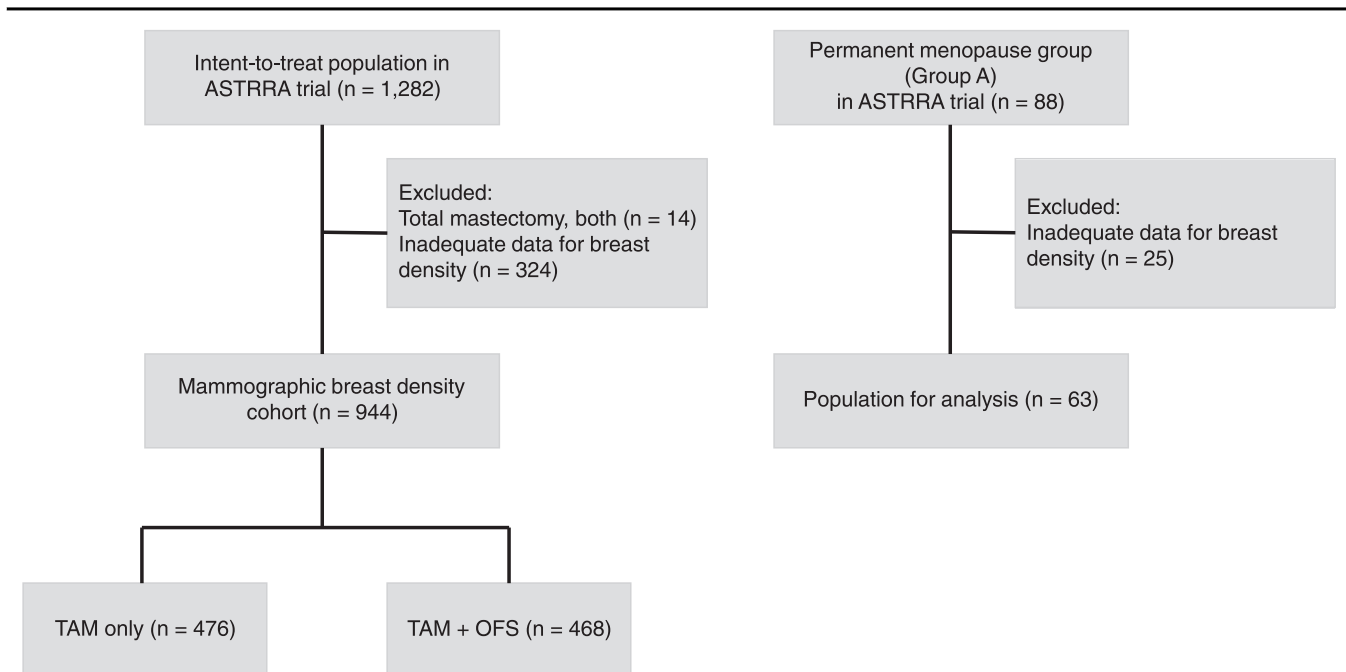 Intent-to-treat population in
ASTRRA trial (n = 1,282)
Excluded:
Total mastectomy, both (n = 14)
Inadequate data for breast
density (n = 324)
Mammographic breast density
cohort (n = 944)
TAM only (n = 476)
TAM + OFS (n = 468)
Permanent menopause group
(Group A)
in ASTRRA trial (n = 88)
Excluded:
Inadequate data for breast
density (n = 25)
Population for analysis (n = 63)